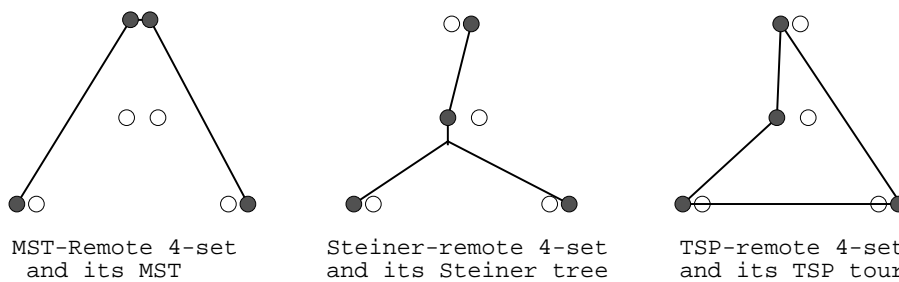 MST-Remote 4-set
and its MST
Steiner-remote 4-set
and its Steiner tree
TSP-remote 4-set
and its TSP tour